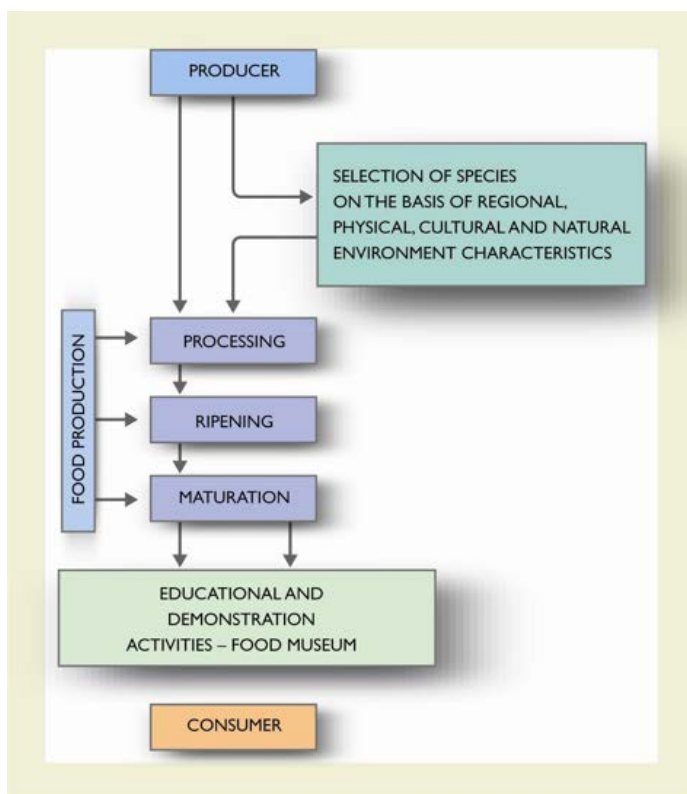 PRODUCER
SELECTION OF SPECIES
ON THE BASIS OF REGIONAL,
PHYSICAL, CULTURAL AND NATURAL
ENVIRONMENT CHARACTERISTICS
FOOD PRODUCTION
PROCESSING
RIPENING
MATURATION
EDUCATIONAL AND
DEMONSTRATION
ACTIVITIES – FOOD MUSEUM
CONSUMER